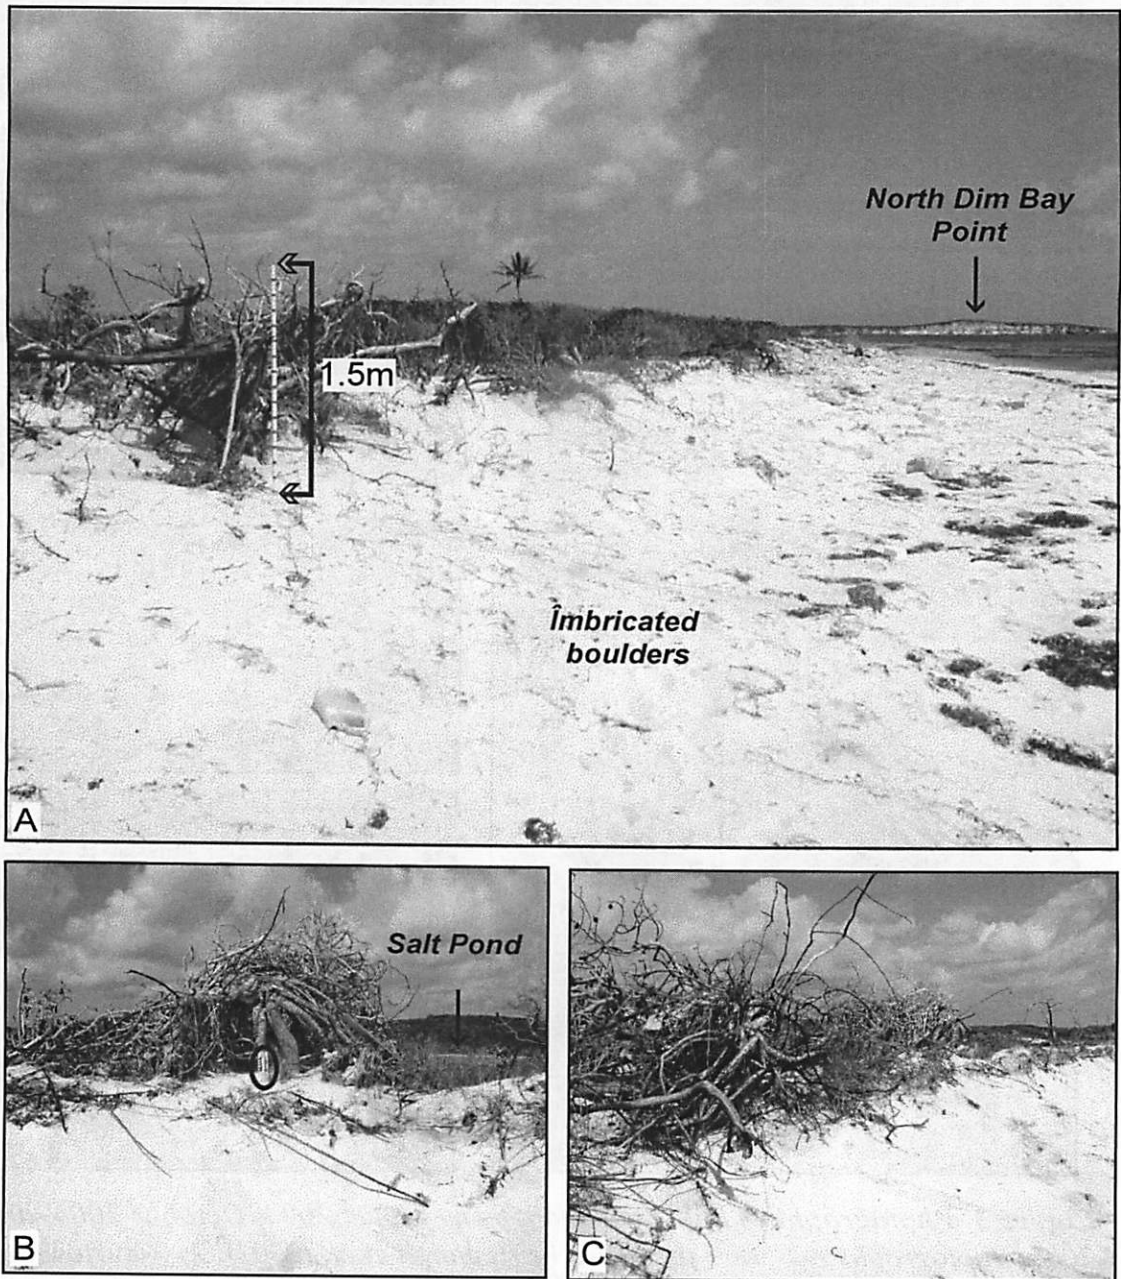 North Dim Bay
Point
1.5m
Îmbricated
boulders
A
Salt Pond
B
C